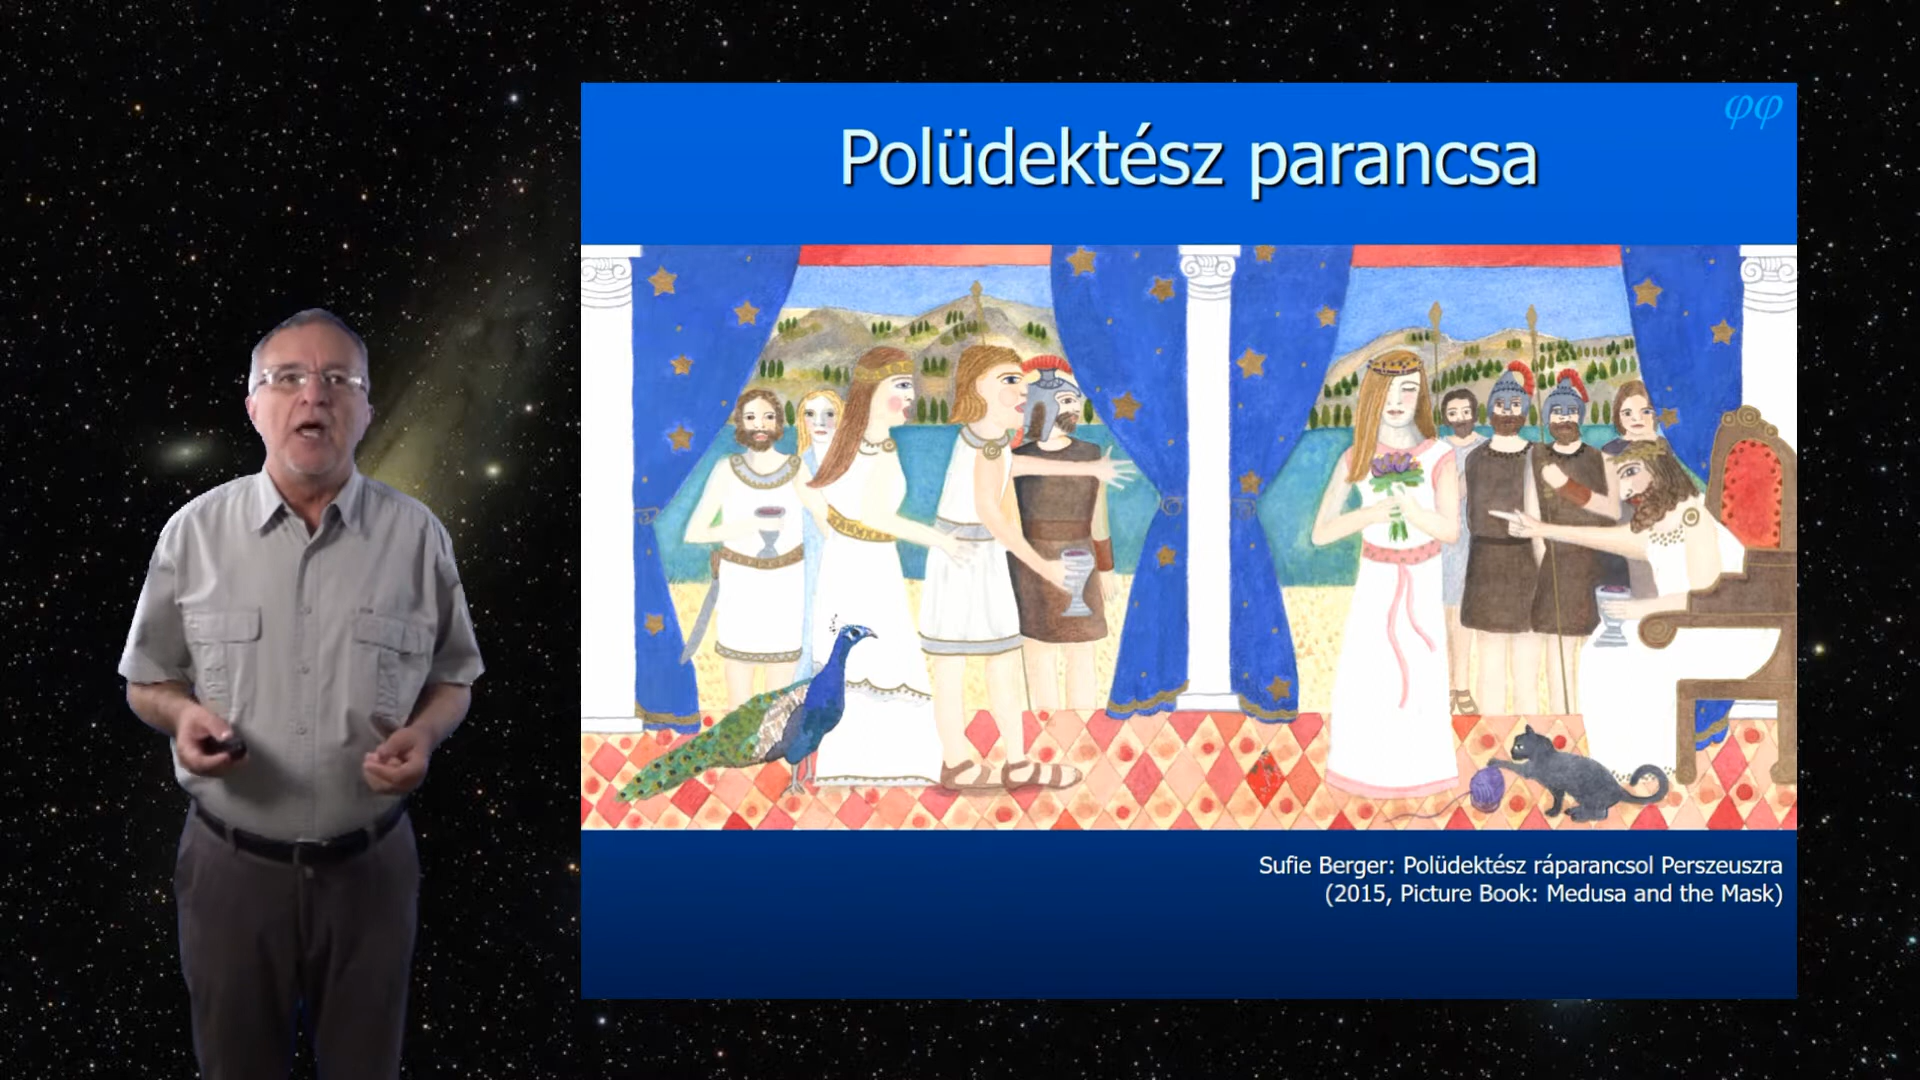 φφ
Polüdektész parancsa
Sufie Berger: Polüdektész ráparancsol Perszeuszra
(2015, Picture Book: Medusa and the Mask)